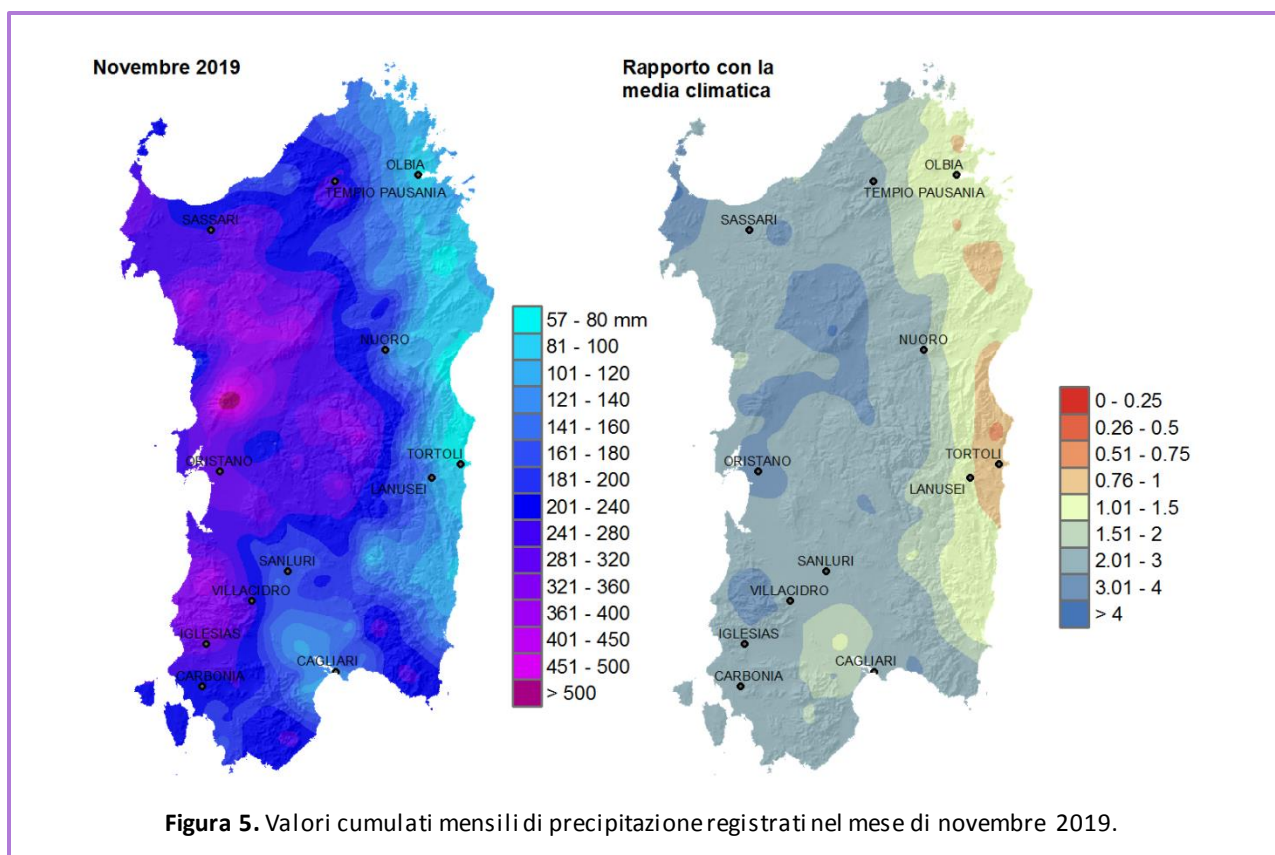 Novembre 2019
OLBIA
TEMPIO PAUSANIA
SASSARI
NUORO
ORISTANO
TORTOLI
LANUSEI
SANLURI
VILLACIDRO
IGLESIAS
CAGLIARI
CARBONIA
57 - 80 mm
81 - 100
101 - 120
121 - 140
141 - 160
161 - 180
181 - 200
201 - 240
241 - 280
281 - 320
321 - 360
361 - 400
401 - 450
451 - 500
> 500
Rapporto con la
media climatica
OLBIA
TEMPIO PAUSANIA
SASSARI
NUORO
ORISTANO
TORTOLI
LANUSEI
SANLURI
VILLACIDRO
IGLESIAS
CAGLIARI
CARBONIA
0 - 0.25
0.26 - 0.5
0.51 - 0.75
0.76 - 1
1.01 - 1.5
1.51 - 2
2.01 - 3
3.01 - 4
> 4
Figura 5. Valori cumulati mensili di precipitazione registrati nel mese di novembre 2019.